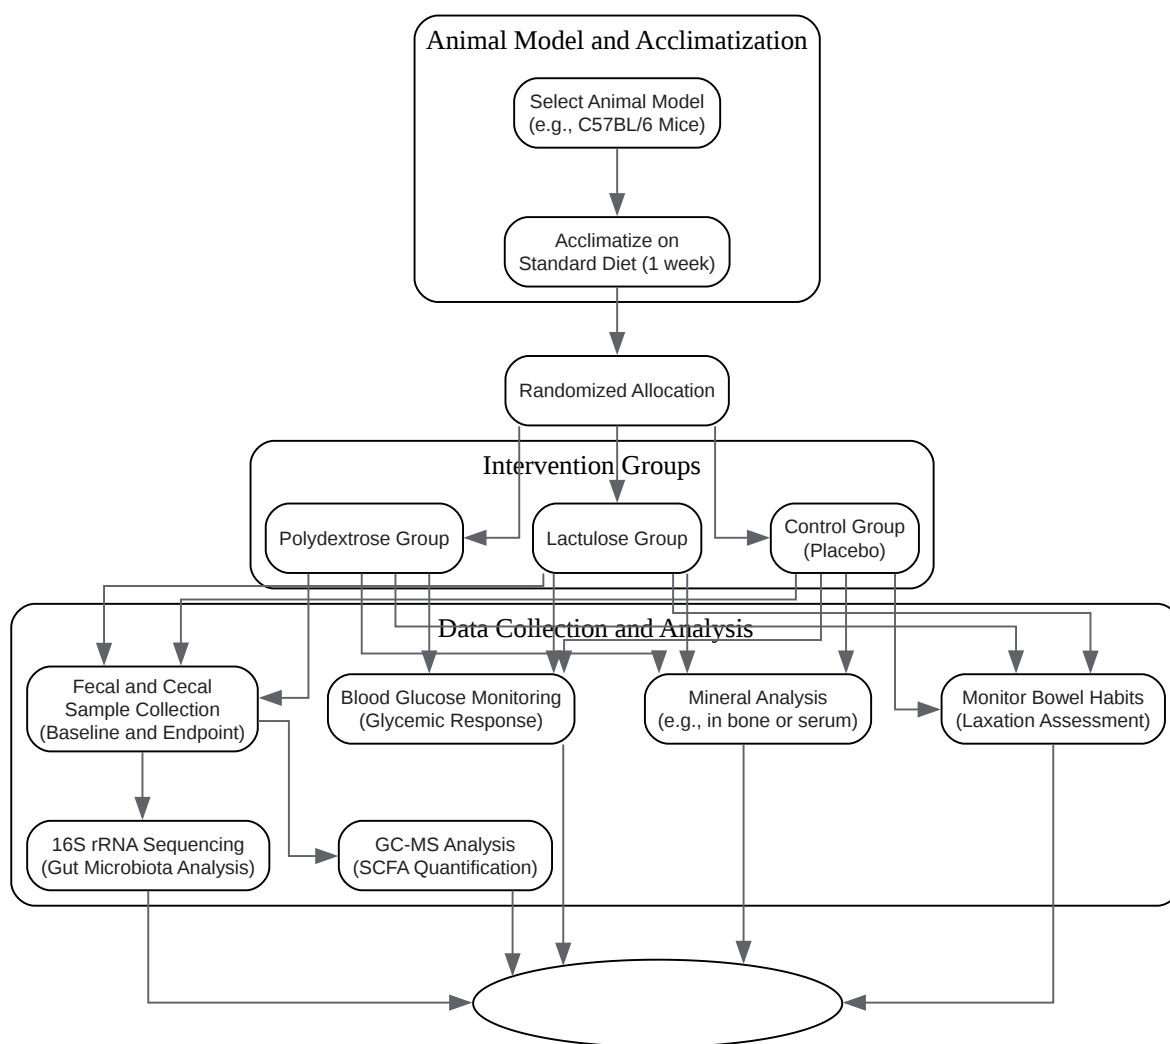 Animal Model and Acclimatization
Select Animal Model
(e.g., C57BL/6 Mice)
Acclimatize on
Standard Diet (1 week)
Randomized Allocation
Intervention Groups
Polydextrose Group
Lactulose Group
Control Group
(Placebo)
Data Collection and Analysis
Fecal and Cecal
Sample Collection
(Baseline and Endpoint)
Blood Glucose Monitoring
(Glycemic Response)
Mineral Analysis
(e.g., in bone or serum)
Monitor Bowel Habits
(Laxation Assessment)
16S rRNA Sequencing
(Gut Microbiota Analysis)
GC-MS Analysis
(SCFA Quantification)